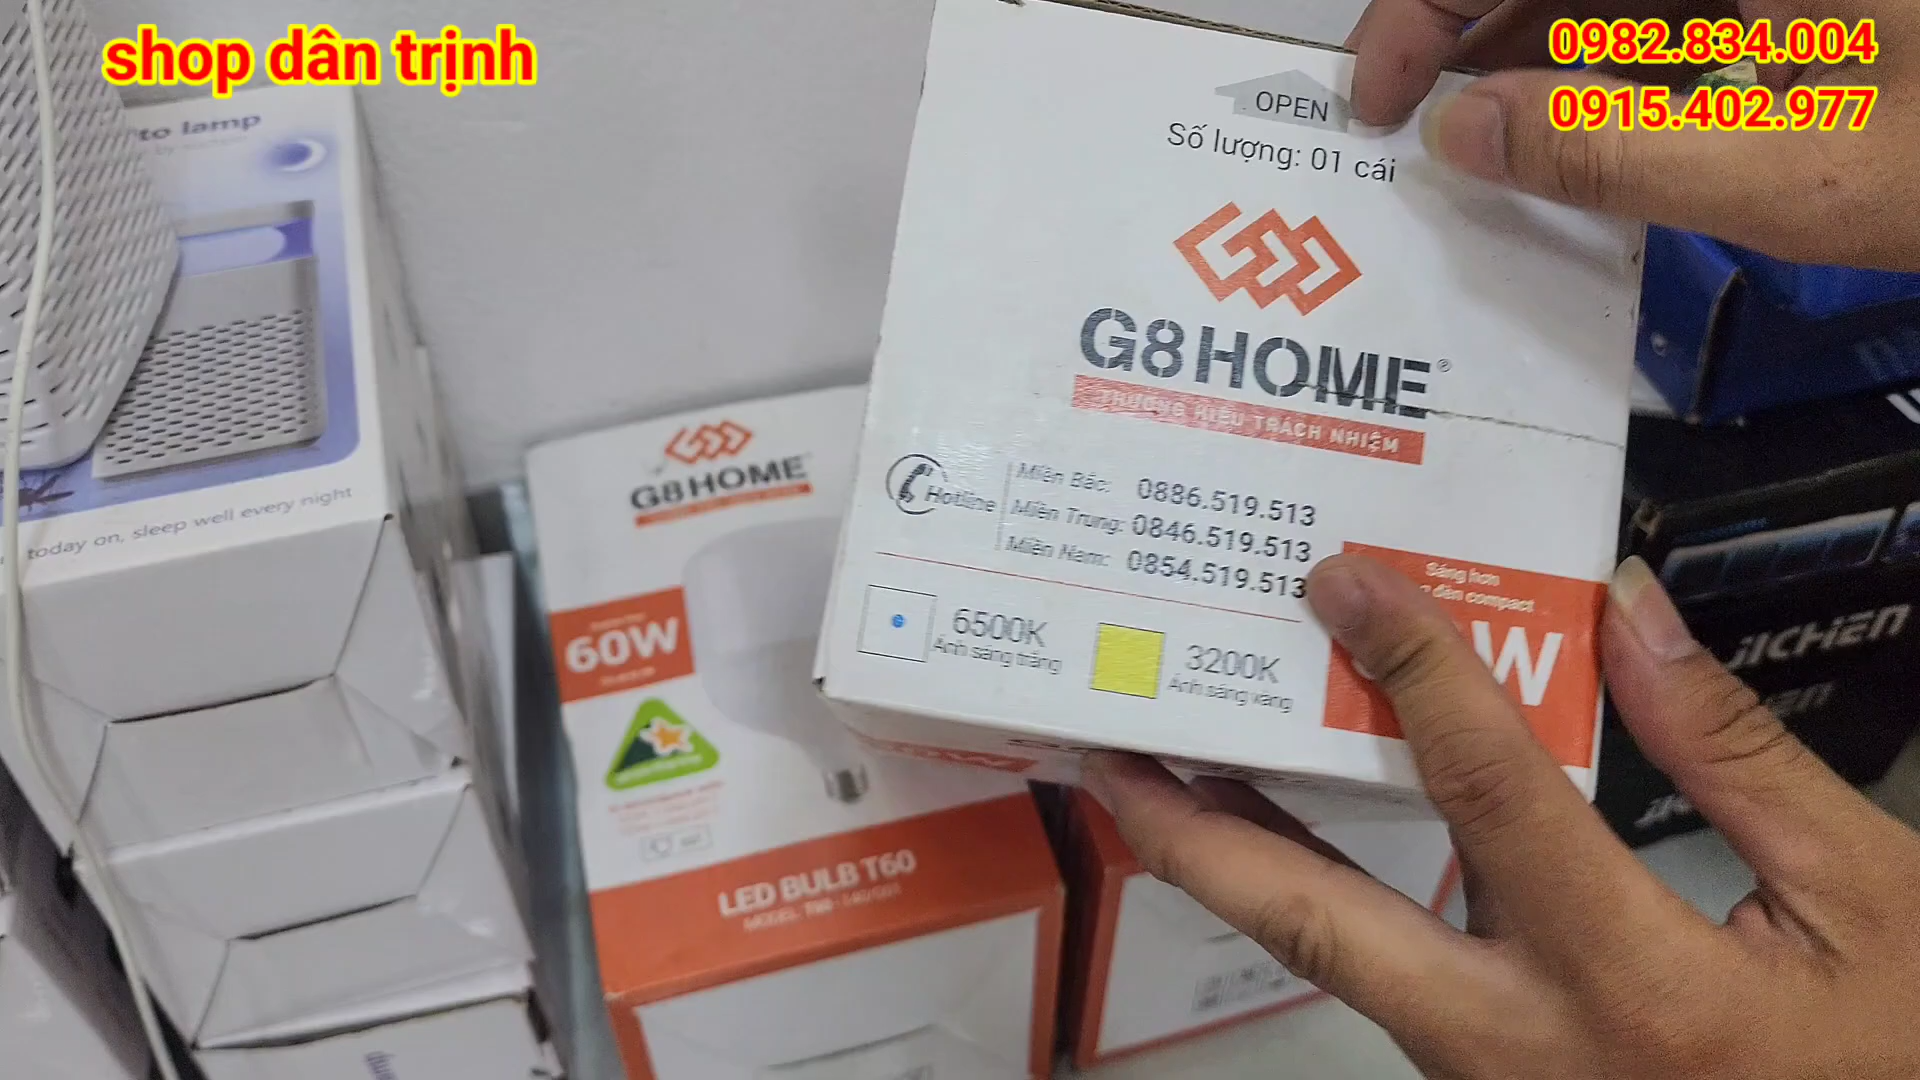 shop dân trịnh
0982.834.004
0915.402.977
to lamp
today on, sleep well every night
OPEN
Số lượng: 01 cái
G8HOME®
THƯƠNG HIỆU TRÁCH NHIỆM
Hotline
Miền Bắc: 0886.519.513
Miền Trung: 0846.519.513
Miền Nam: 0854.519.513
6500K
Ánh sáng trắng
3200K
Ánh sáng vàng
Sáng hơn
đèn compact
W
G8HOME
60W
LED BULB T60
MODEL: T60
JICHEN